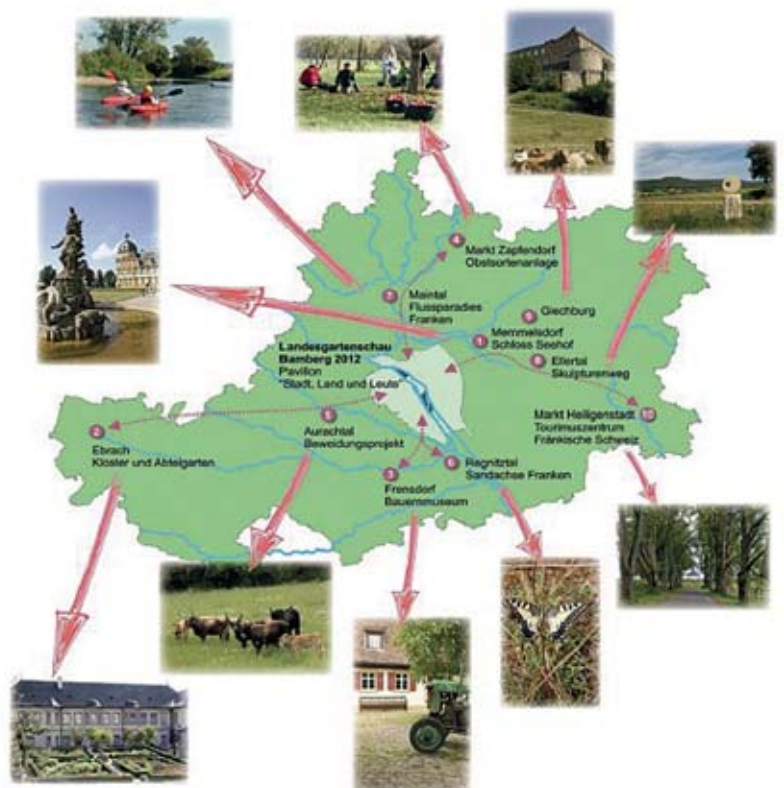 4
Markt Zapfendorf
Obstsortenanlage
7
Maintal
Flussparadies
Franken
9
Giechburg
1
Memmelsdorf
Schloss Seehof
8
Ellertal
Skulpturenweg
Landesgartenschau
Bamberg 2012
Pavillon
"Stadt, Land und Leute"
10
Markt Heiligenstadt
Tourimuszentrum
Fränkische Schweiz
2
Ebrach
Kloster und Abteigarten
5
Aurachtal
Beweidungsprojekt
3
Frensdorf
Bauernmuseum
6
Regnitztal
Sandachse Franken